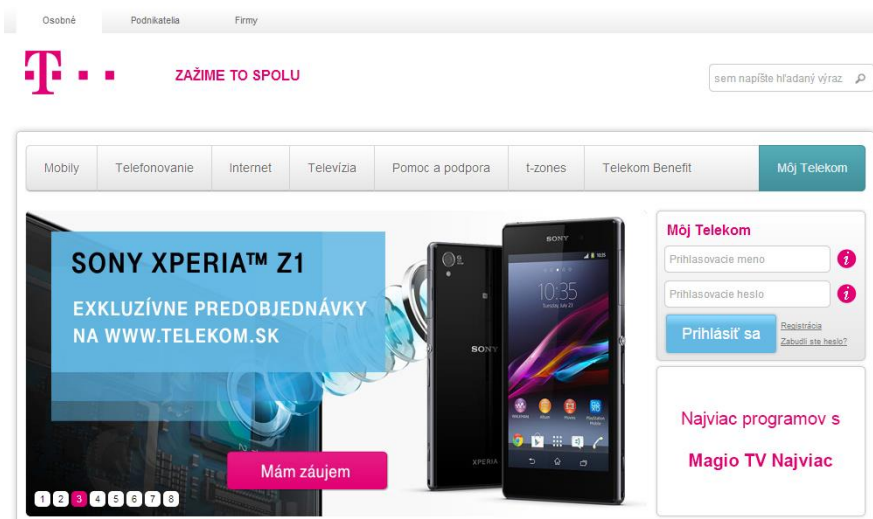 Osobné Podnikatelia Firmy
T
ZAŽIME TO SPOLU
sem napíšte hľadaný výraz
Mobily Telefonovanie Internet Televízia Pomoc a podpora t-zones Telekom Benefit Môj Telekom
SONY XPERIA™ Z1
EXKLUZÍVNE PREDOBJEDNÁVKY
NA WWW.TELEKOM.SK
SONY
XPERIA
SONY
10:35
Mám záujem
1 2 3 4 5 6 7 8
Môj Telekom
Prihlasovacie meno
i
Prihlasovacie heslo
i
Prihlásiť sa
Registrácia
Zabudli ste heslo?
Najviac programov s
Magio TV Najviac